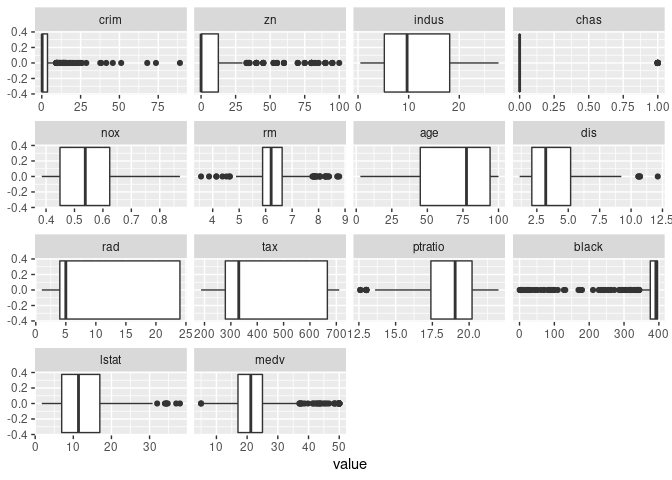 crim zn indus chas
0.4
0.2
0.0
-0.2
-0.4
0 25 50 75 0 25 50 75 100 0 10 20 0.00 0.25 0.50 0.75 1.00
nox rm age dis
0.4
0.2
0.0
-0.2
-0.4
0.4 0.5 0.6 0.7 0.8 4 5 6 7 8 9 0 25 50 75 100 2.5 5.0 7.5 10.0 12.5
rad tax ptratio black
0.4
0.2
0.0
-0.2
-0.4
0 5 10 15 20 25 200 300 400 500 600 700 12.5 15.0 17.5 20.0 0 100 200 300 400
lstat medv
0.4
0.2
0.0
-0.2
-0.4
0 10 20 30 10 20 30 40 50
value